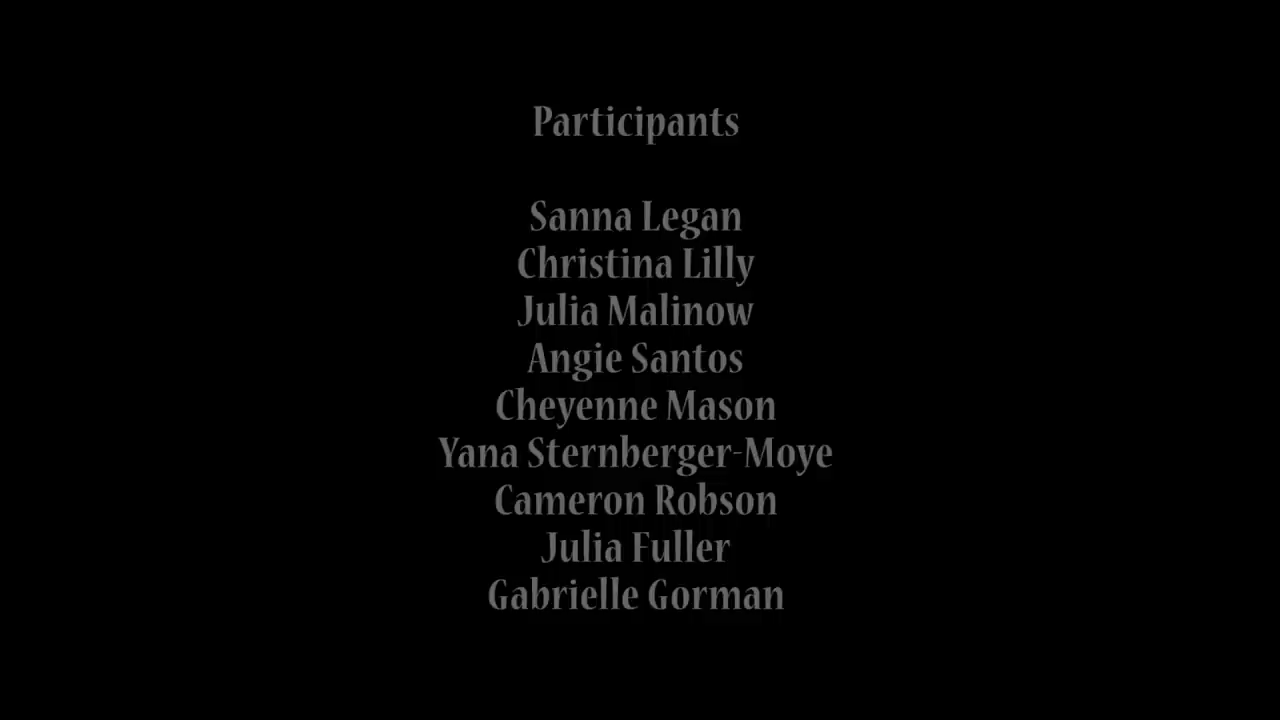 Participants
Sanna Legan
Christina Lilly
Julia Malinow
Angie Santos
Cheyenne Mason
Yana Sternberger-Moye
Cameron Robson
Julia Fuller
Gabrielle Gorman